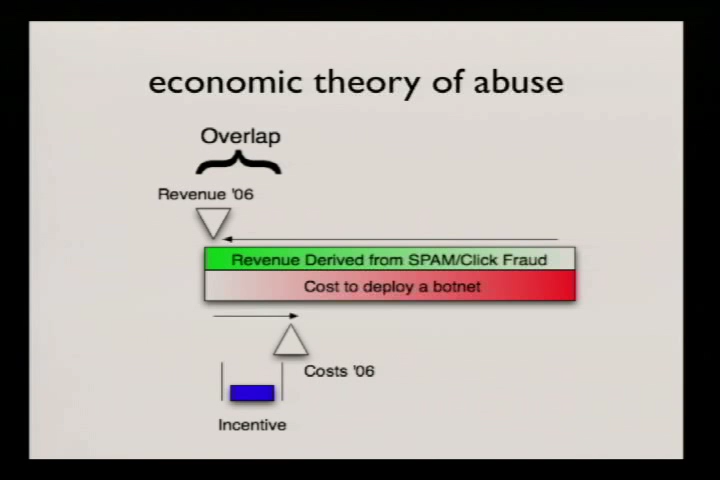 economic theory of abuse
Overlap
Revenue '06
Revenue Derived from SPAM/Click Fraud
Cost to deploy a botnet
Costs '06
Incentive